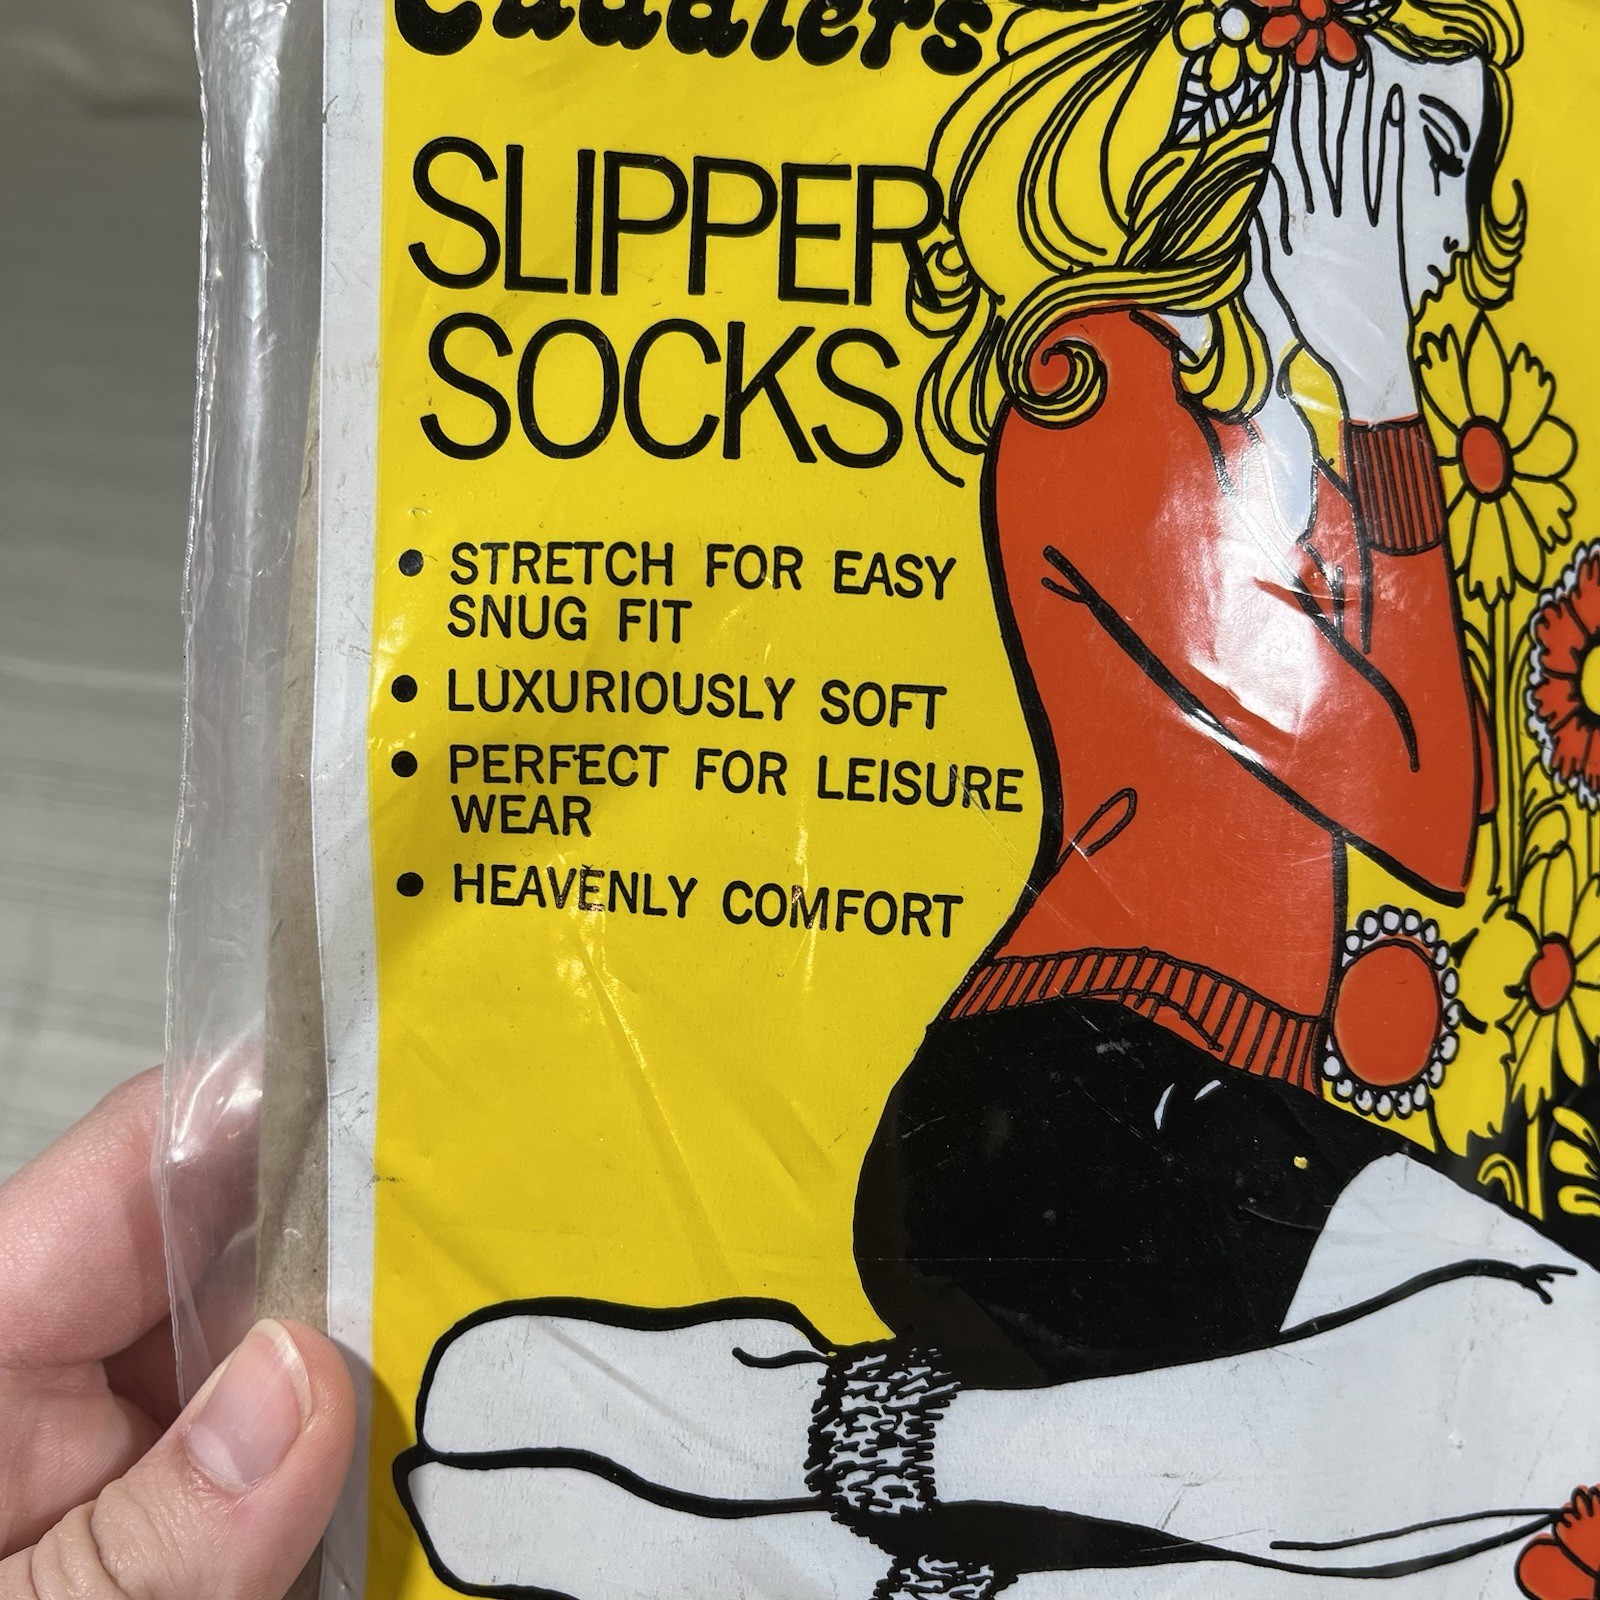 Cuddlers
SLIPPER
SOCKS
• STRETCH FOR EASY
SNUG FIT
• LUXURIOUSLY SOFT
• PERFECT FOR LEISURE
WEAR
• HEAVENLY COMFORT